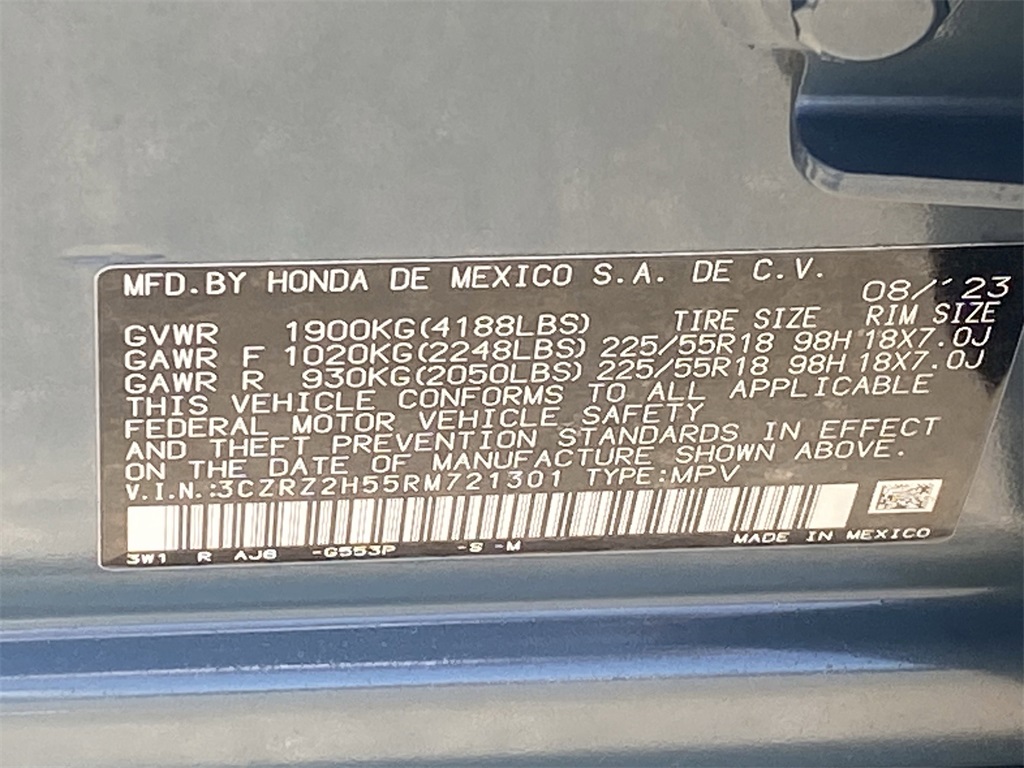 MFD.BY HONDA DE MEXICO S.A. DE C.V.
08/'23
GVWR 1900KG(4188LBS) TIRE SIZE RIM SIZE
GAWR F 1020KG(2248LBS) 225/55R18 98H 18X7.0J
GAWR R 930KG(2050LBS) 225/55R18 98H 18X7.0J
THIS VEHICLE CONFORMS TO ALL APPLICABLE
FEDERAL MOTOR VEHICLE SAFETY
AND THEFT PREVENTION STANDARDS IN EFFECT
ON THE DATE OF MANUFACTURE SHOWN ABOVE.
V.I.N.:3CZRZ2H55RM721301 TYPE:MPV
3W1 R AJ8 -G553P -S -M MADE IN MEXICO